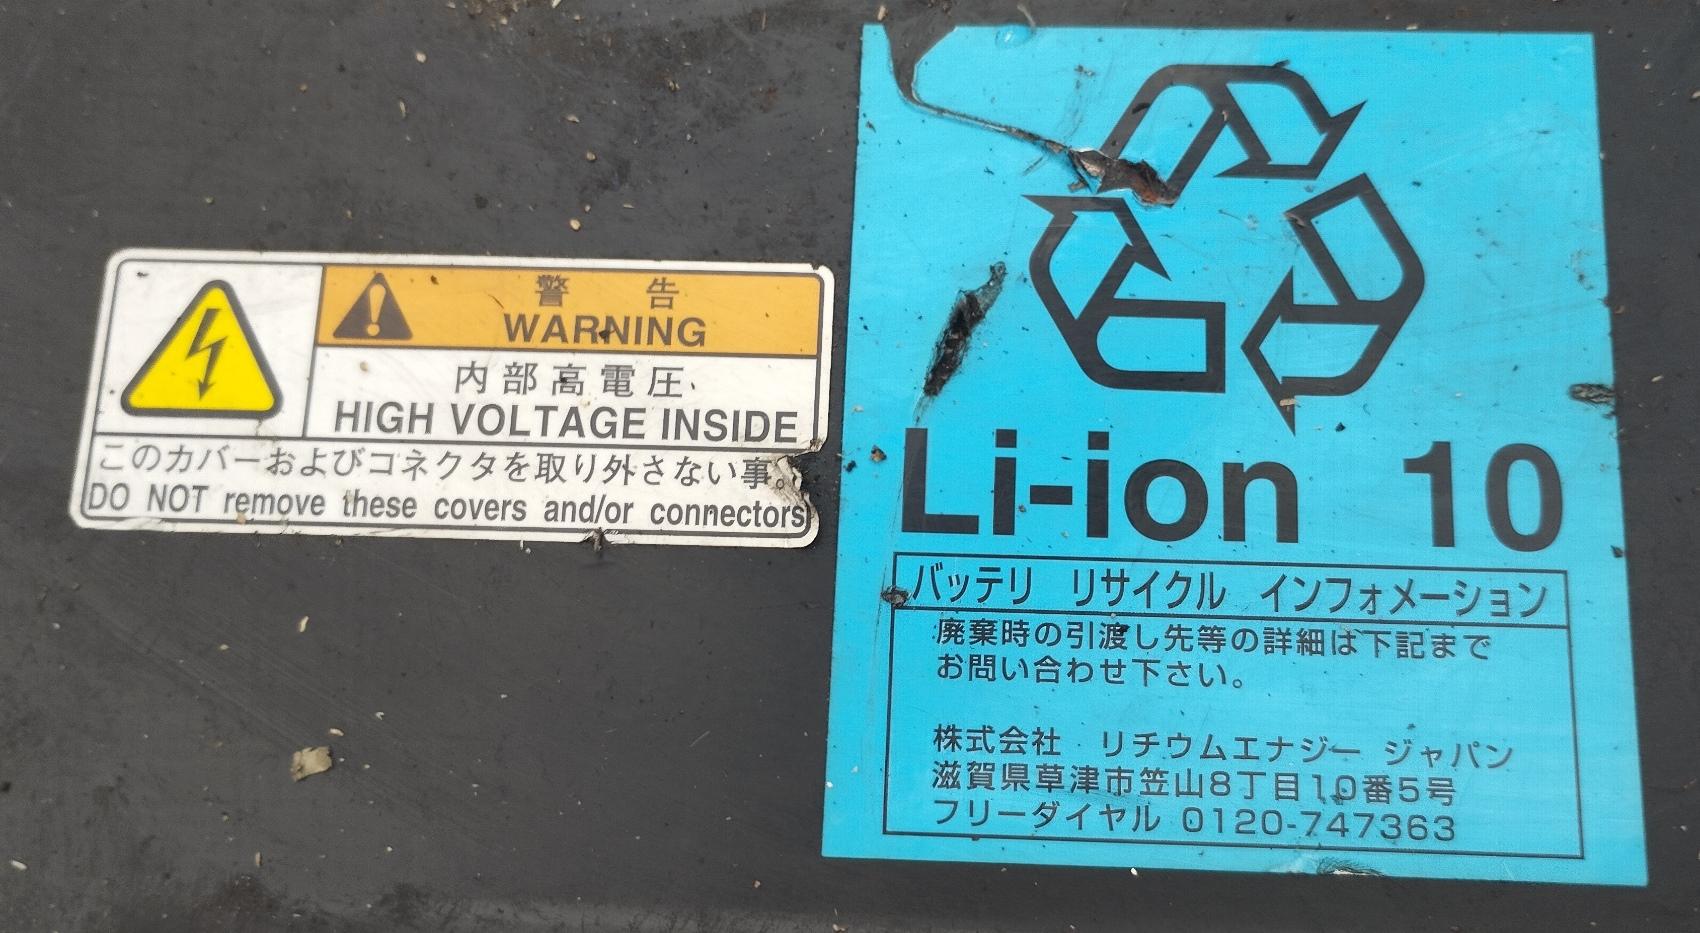 警 告
WARNING
内部高電圧
HIGH VOLTAGE INSIDE
このカバーおよびコネクタを取り外さない事。
DO NOT remove these covers and/or connectors
Li-ion 10
バッテリ リサイクル インフォメーション
廃棄時の引渡し先等の詳細は下記まで
お問い合わせ下さい。
株式会社 リチウムエナジー ジャパン
滋賀県草津市笠山8丁目10番5号
フリーダイヤル 0120-747363